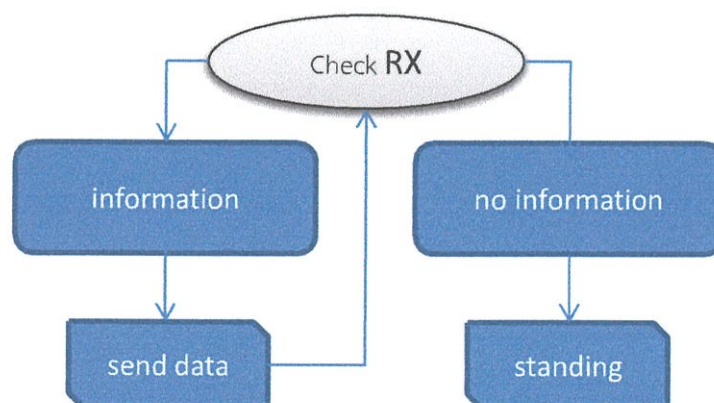 Check RX
information
no information
send data
standing